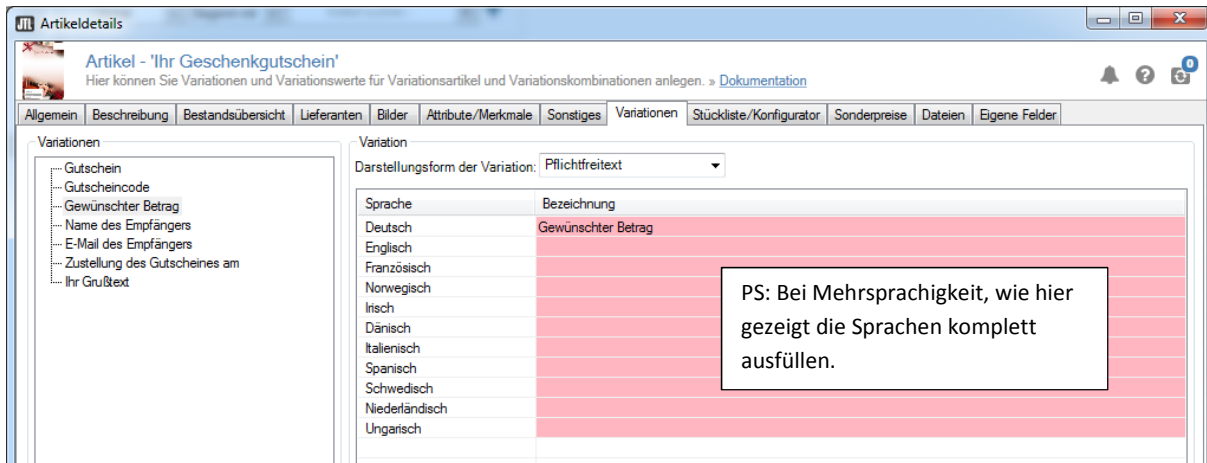 Artikeldetails
Artikel - 'Ihr Geschenkgutschein'
Hier können Sie Variationen und Variationswerte für Variationsartikel und Variationskombinationen anlegen. » Dokumentation
0
Allgemein Beschreibung Bestandsübersicht Lieferanten Bilder Attribute/Merkmale Sonstiges Variationen Stückliste/Konfigurator Sonderpreise Dateien Eigene Felder
Variationen
Gutschein
Gutscheincode
Gewünschter Betrag
Name des Empfängers
E-Mail des Empfängers
Zustellung des Gutscheines am
Ihr Grußtext
Variation
Darstellungsform der Variation: Pflichtfreitext
Sprache Bezeichnung
Deutsch Gewünschter Betrag
Englisch
Französisch
Norwegisch
Irisch
Dänisch
Italienisch
Spanisch
Schwedisch
Niederländisch
Ungarisch
PS: Bei Mehrsprachigkeit, wie hier
gezeigt die Sprachen komplett
ausfüllen.